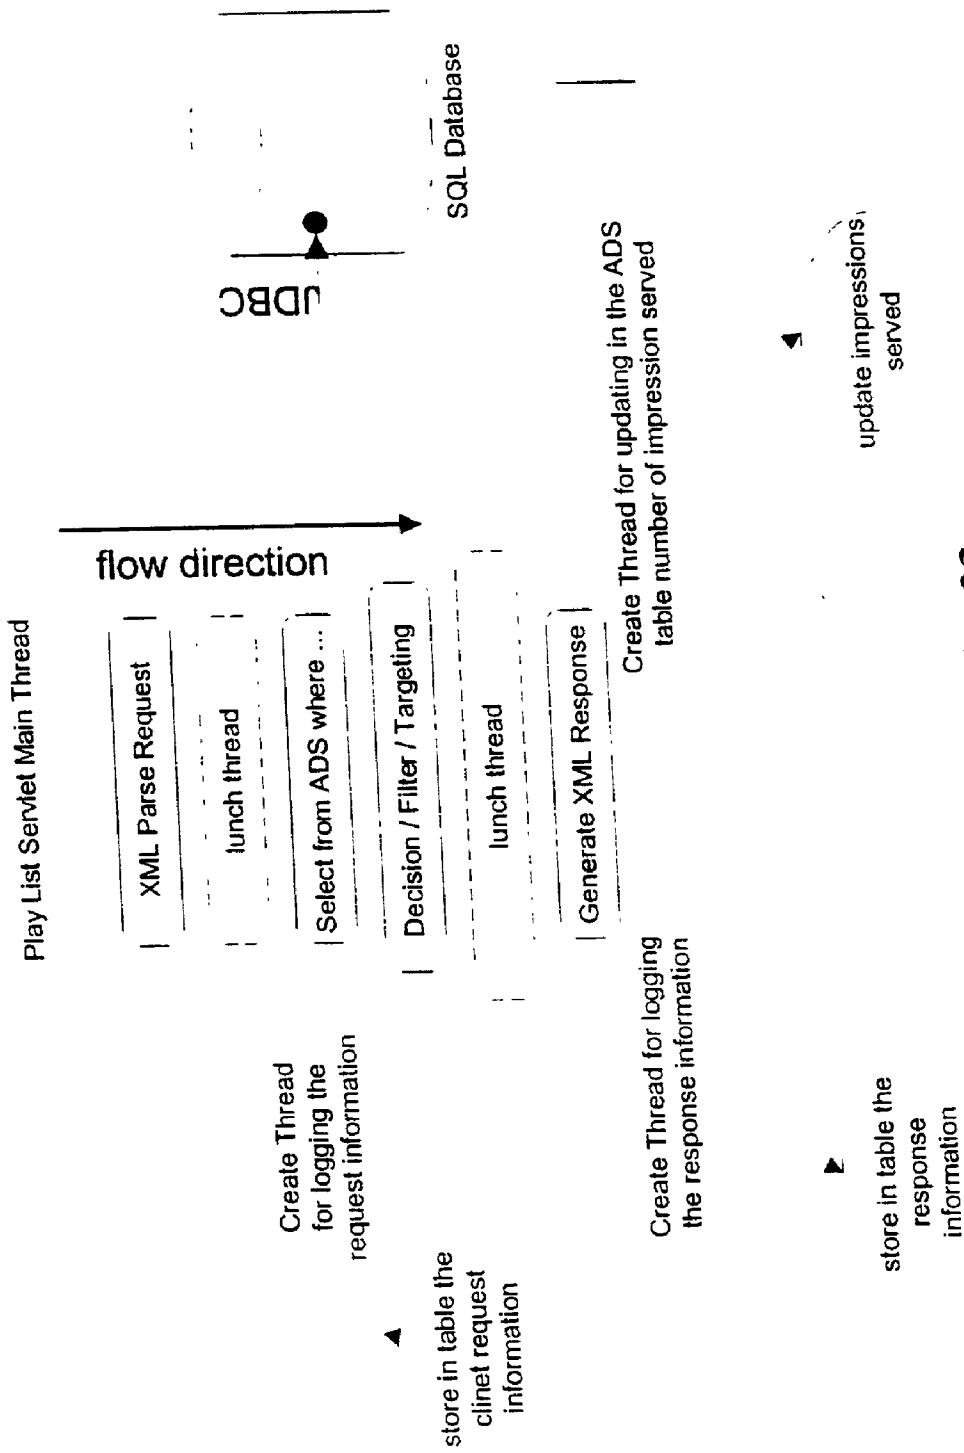 Play List Servlet Main Thread
XML Parse Request
lunch thread
Select from ADS where ...
Decision / Filter / Targeting
lunch thread
Generate XML Response
flow direction
JDBC
SQL Database
Create Thread
for logging the
request information
store in table the
clinet request
information
Create Thread for logging
the response information
store in table the
response
information
Create Thread for updating in the ADS
table number of impression served
update impressions
served